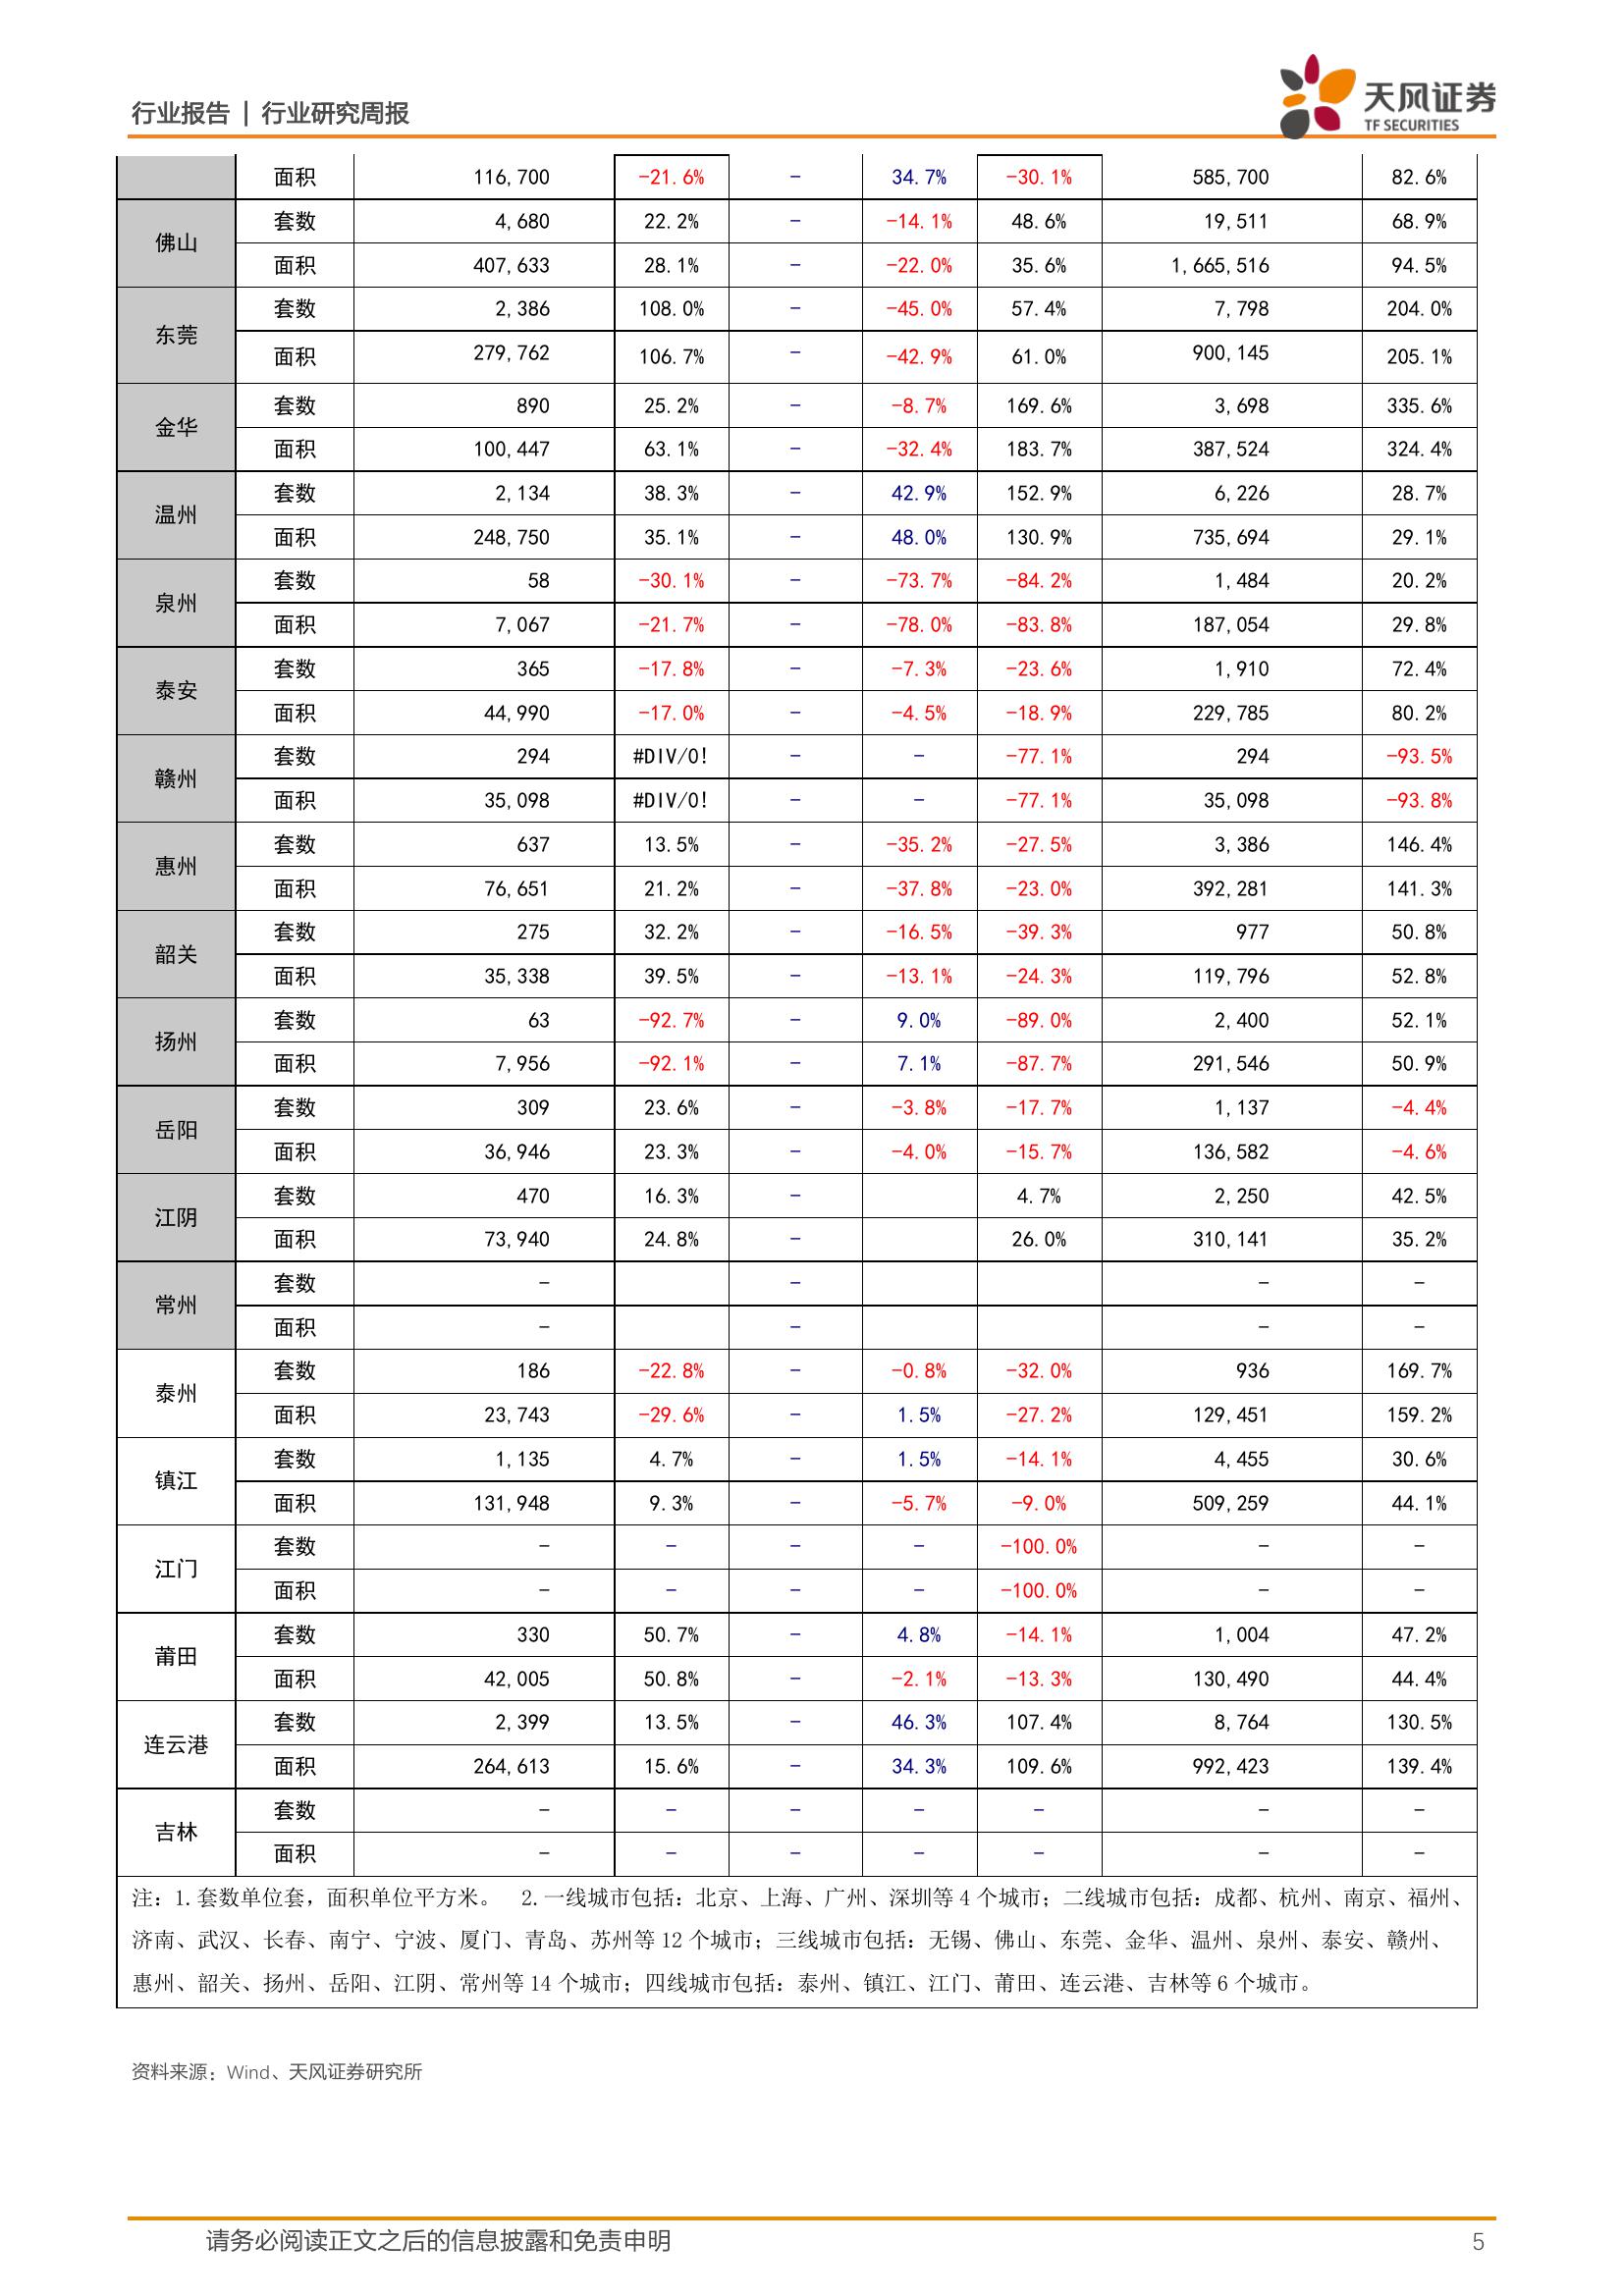 行业报告 | 行业研究周报
天风证券
TF SECURITIES
面积 116,700 -21.6% - 34.7% -30.1% 585,700 82.6%
佛山 套数 4,680 22.2% - -14.1% 48.6% 19,511 68.9%
面积 407,633 28.1% - -22.0% 35.6% 1,665,516 94.5%
东莞 套数 2,386 108.0% - -45.0% 57.4% 7,798 204.0%
面积 279,762 106.7% - -42.9% 61.0% 900,145 205.1%
金华 套数 890 25.2% - -8.7% 169.6% 3,698 335.6%
面积 100,447 63.1% - -32.4% 183.7% 387,524 324.4%
温州 套数 2,134 38.3% - 42.9% 152.9% 6,226 28.7%
面积 248,750 35.1% - 48.0% 130.9% 735,694 29.1%
泉州 套数 58 -30.1% - -73.7% -84.2% 1,484 20.2%
面积 7,067 -21.7% - -78.0% -83.8% 187,054 29.8%
泰安 套数 365 -17.8% - -7.3% -23.6% 1,910 72.4%
面积 44,990 -17.0% - -4.5% -18.9% 229,785 80.2%
赣州 套数 294 #DIV/0! - - -77.1% 294 -93.5%
面积 35,098 #DIV/0! - - -77.1% 35,098 -93.8%
惠州 套数 637 13.5% - -35.2% -27.5% 3,386 146.4%
面积 76,651 21.2% - -37.8% -23.0% 392,281 141.3%
韶关 套数 275 32.2% - -16.5% -39.3% 977 50.8%
面积 35,338 39.5% - -13.1% -24.3% 119,796 52.8%
扬州 套数 63 -92.7% - 9.0% -89.0% 2,400 52.1%
面积 7,956 -92.1% - 7.1% -87.7% 291,546 50.9%
岳阳 套数 309 23.6% - -3.8% -17.7% 1,137 -4.4%
面积 36,946 23.3% - -4.0% -15.7% 136,582 -4.6%
江阴 套数 470 16.3% - 4.7% 2,250 42.5%
面积 73,940 24.8% - 26.0% 310,141 35.2%
常州 套数 - - - -
面积 - - - -
泰州 套数 186 -22.8% - -0.8% -32.0% 936 169.7%
面积 23,743 -29.6% - 1.5% -27.2% 129,451 159.2%
镇江 套数 1,135 4.7% - 1.5% -14.1% 4,455 30.6%
面积 131,948 9.3% - -5.7% -9.0% 509,259 44.1%
江门 套数 - - - - -100.0% - -
面积 - - - - -100.0% - -
莆田 套数 330 50.7% - 4.8% -14.1% 1,004 47.2%
面积 42,005 50.8% - -2.1% -13.3% 130,490 44.4%
连云港 套数 2,399 13.5% - 46.3% 107.4% 8,764 130.5%
面积 264,613 15.6% - 34.3% 109.6% 992,423 139.4%
吉林 套数 - - - - - - -
面积 - - - - - - -
注：1.套数单位套，面积单位平方米。 2.一线城市包括：北京、上海、广州、深圳等 4 个城市；二线城市包括：成都、杭州、南京、福州、
济南、武汉、长春、南宁、宁波、厦门、青岛、苏州等 12 个城市；三线城市包括：无锡、佛山、东莞、金华、温州、泉州、泰安、赣州、
惠州、韶关、扬州、岳阳、江阴、常州等 14 个城市；四线城市包括：泰州、镇江、江门、莆田、连云港、吉林等 6 个城市。
资料来源：Wind、天风证券研究所
请务必阅读正文之后的信息披露和免责申明 5